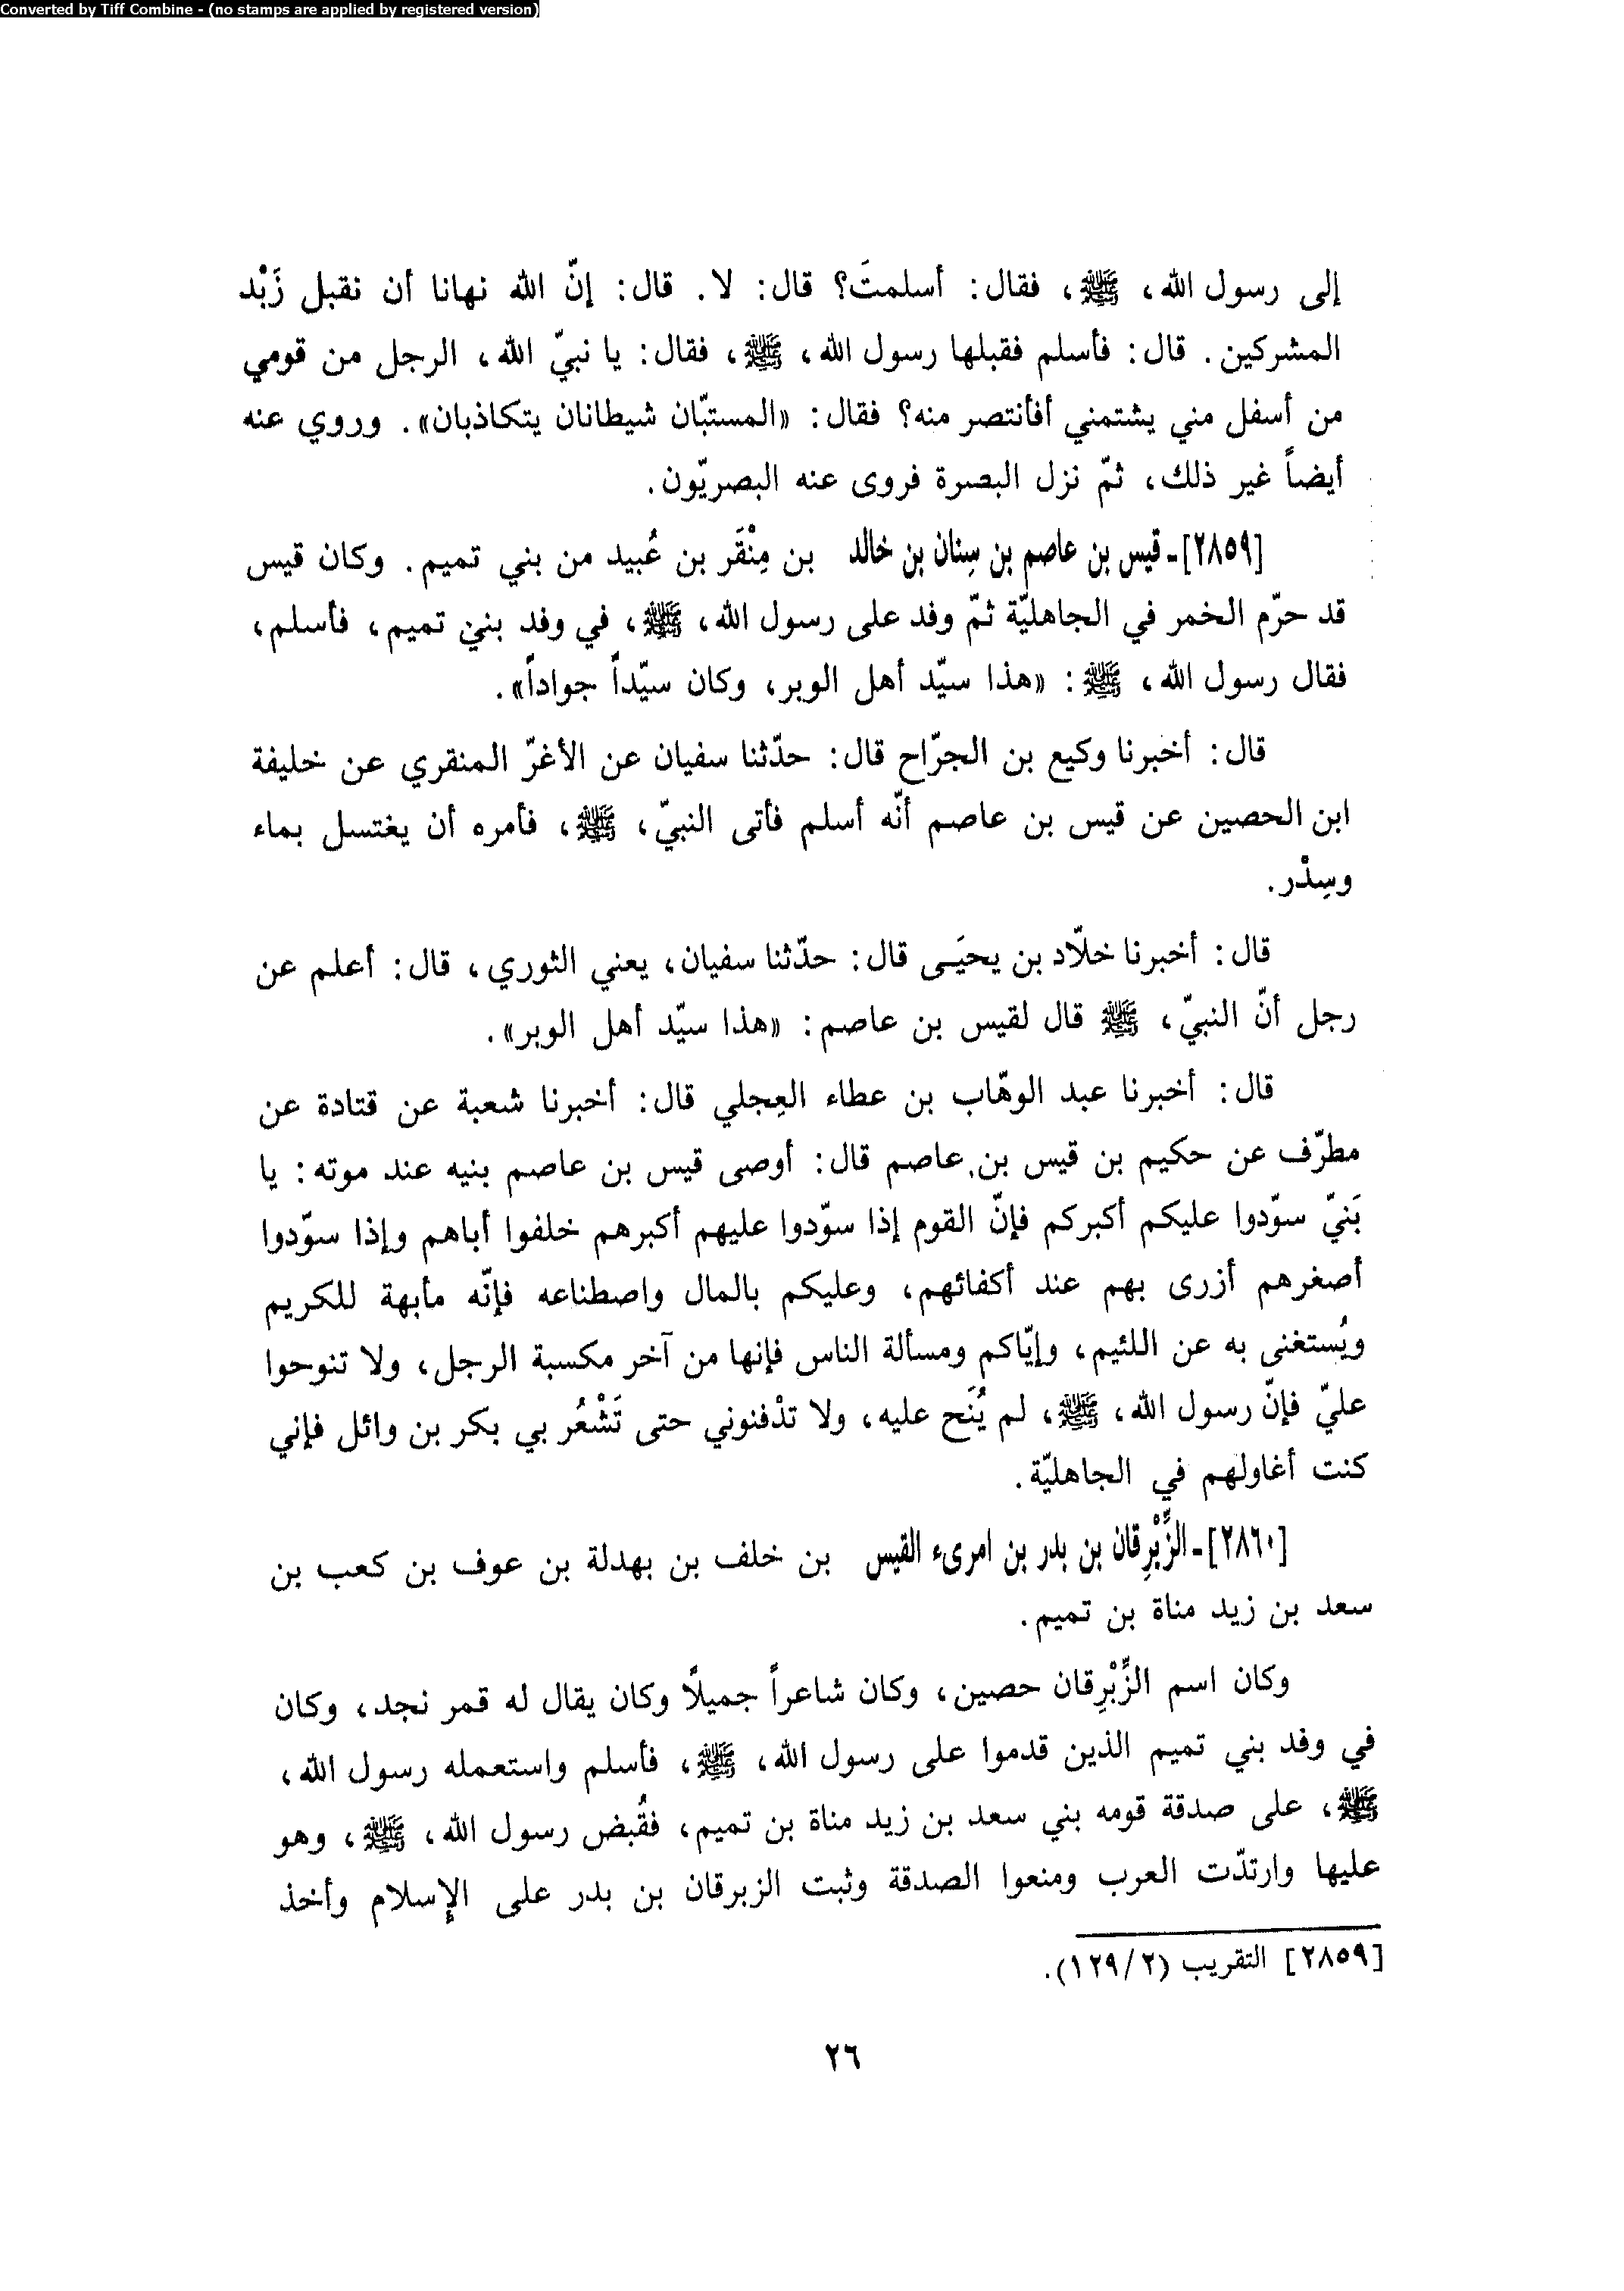 Converted by Tiff Combine - (no stamps are applied by registered version)
إلى رسول الله، ﷺ، فقال: أسلمتَ؟ قال: لا. قال: إنّ الله نهانا أن نقبل زَبْد
المشركين. قال: فأسلم فقبلها رسول الله، ﷺ، فقال: يا نبيّ الله، الرجل من قومي
من أسفل مني يشتمني أفأنتصر منه؟ فقال: «المستبّان شيطانان يتكاذبان». وروي عنه
أيضاً غير ذلك، ثمّ نزل البصرة فروى عنه البصريّون.
[٢٨٥٩] - قيس بن عاصم بن سِنان بن خالد بن مِنْقَر بن عُبيد من بني تميم. وكان قيس
قد حرّم الخمر في الجاهليّة ثمّ وفد على رسول الله، ﷺ، في وفد بني تميم، فأسلم،
فقال رسول الله، ﷺ: «هذا سيّد أهل الوبر، وكان سيّداً جواداً».
قال: أخبرنا وكيع بن الجرّاح قال: حدّثنا سفيان عن الأغرّ المنقري عن خليفة
ابن الحصين عن قيس بن عاصم أنّه أسلم فأتى النبيّ، ﷺ، فأمره أن يغتسل بماء
وسِدْر.
قال: أخبرنا خلّاد بن يحيَـى قال: حدّثنا سفيان، يعني الثوري، قال: أعلم عن
رجل أنّ النبيّ، ﷺ قال لقيس بن عاصم: «هذا سيّد أهل الوبر».
قال: أخبرنا عبد الوهّاب بن عطاء العِجلي قال: أخبرنا شعبة عن قتادة عن
مطرّف عن حكيم بن قيس بن عاصم قال: أوصى قيس بن عاصم بنيه عند موته: يا
بَنيّ سوّدوا عليكم أكبركم فإنّ القوم إذا سوّدوا عليهم أكبرهم خلفوا أباهم وإذا سوّدوا
أصغرهم أزرى بهم عند أكفائهم، وعليكم بالمال واصطناعه فإنّه مأبهة للكريم
ويُستغنى به عن اللئيم، وإيّاكم ومسألة الناس فإنها من آخر مكسبة الرجل، ولا تنوحوا
عليّ فإنّ رسول الله، ﷺ، لم يُنَح عليه، ولا تدْفنوني حتى تَشْعُر بي بكر بن وائل فإني
كنت أغاولهم في الجاهليّة.
[٢٨٦٠] - الزِّبْرِقان بن بدر بن امرىء القيس بن خلف بن بهدلة بن عوف بن كعب بن
سعد بن زيد مناة بن تميم.
وكان اسم الزِّبْرِقان حصين، وكان شاعراً جميلاً وكان يقال له قمر نجد، وكان
في وفد بني تميم الذين قدموا على رسول الله، ﷺ، فأسلم واستعمله رسول الله،
ﷺ، على صدقة قومه بني سعد بن زيد مناة بن تميم، فقُبض رسول الله، ﷺ، وهو
عليها وارتدّت العرب ومنعوا الصدقة وثبت الزبرقان بن بدر على الإسلام وأخذ
[٢٨٥٩] التقريب (١٢٩/٢).
٢٦